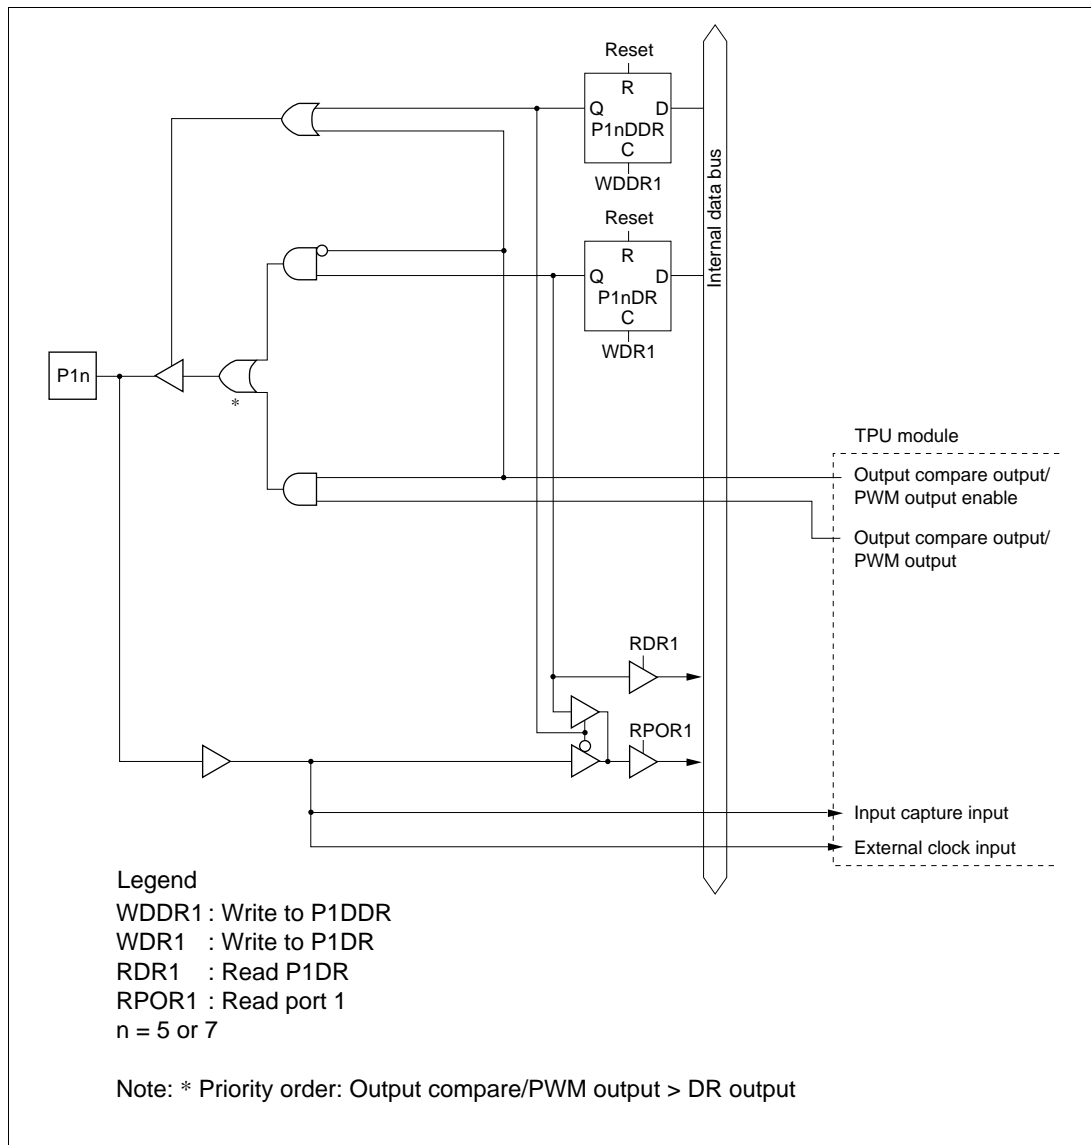 Reset
R
Q D
P1nDDR
C
WDDR1
Internal data bus
Reset
R
Q D
P1nDR
C
WDR1
P1n
*
TPU module
Output compare output/
PWM output enable
Output compare output/
PWM output
RDR1
RPOR1
Input capture input
External clock input
Legend
WDDR1 : Write to P1DDR
WDR1 : Write to P1DR
RDR1 : Read P1DR
RPOR1 : Read port 1
n = 5 or 7
Note: * Priority order: Output compare/PWM output > DR output